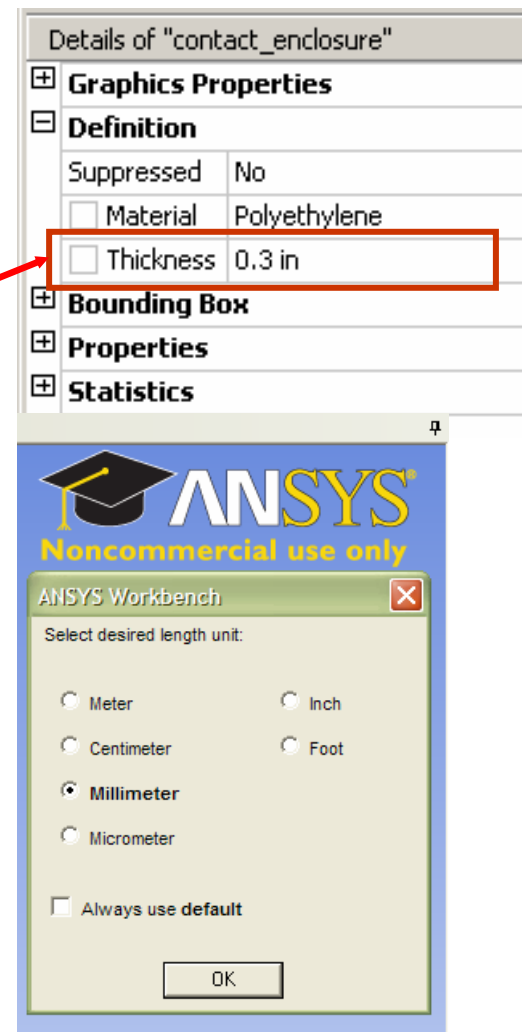 Details of "contact_enclosure"
Graphics Properties
Definition
Suppressed No
Material Polyethylene
Thickness 0.3 in
Bounding Box
Properties
Statistics
ANSYS®
Noncommercial use only
ANSYS Workbench
Select desired length unit:
Meter Inch
Centimeter Foot
Millimeter
Micrometer
Always use default
OK